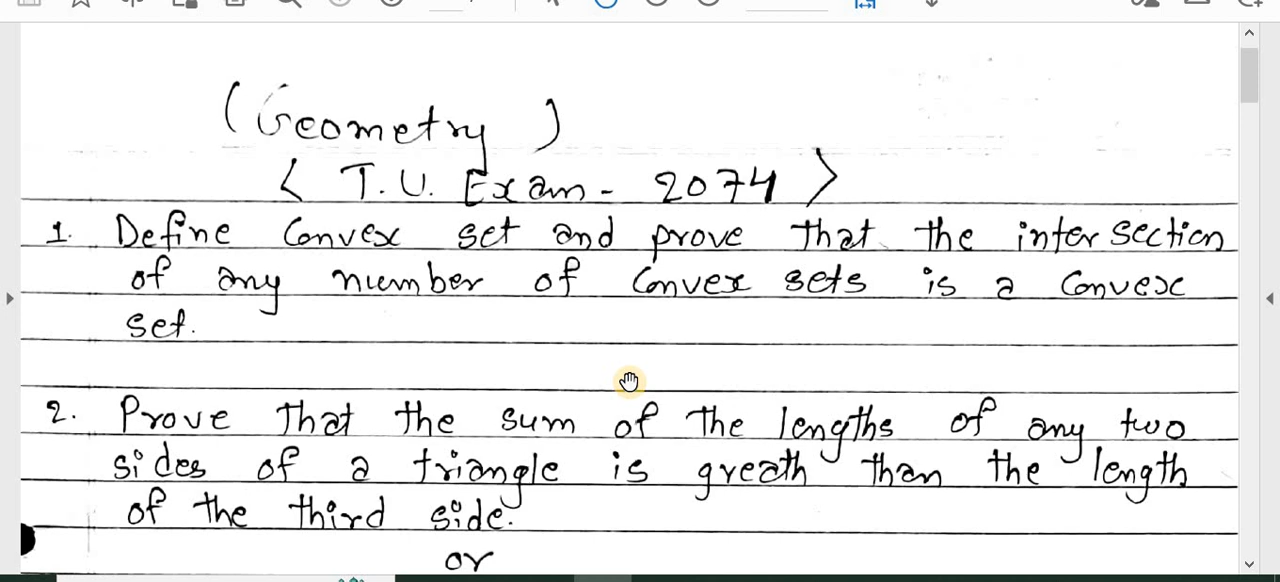 (Geometry)
< T.U. Exam - 2074 >
1. Define Convex set and prove that the intersection
of any number of Convex sets is a Convex
set.
2. Prove That the sum of the lengths of any two
sides of a triangle is greath than the length
of the third side.
or